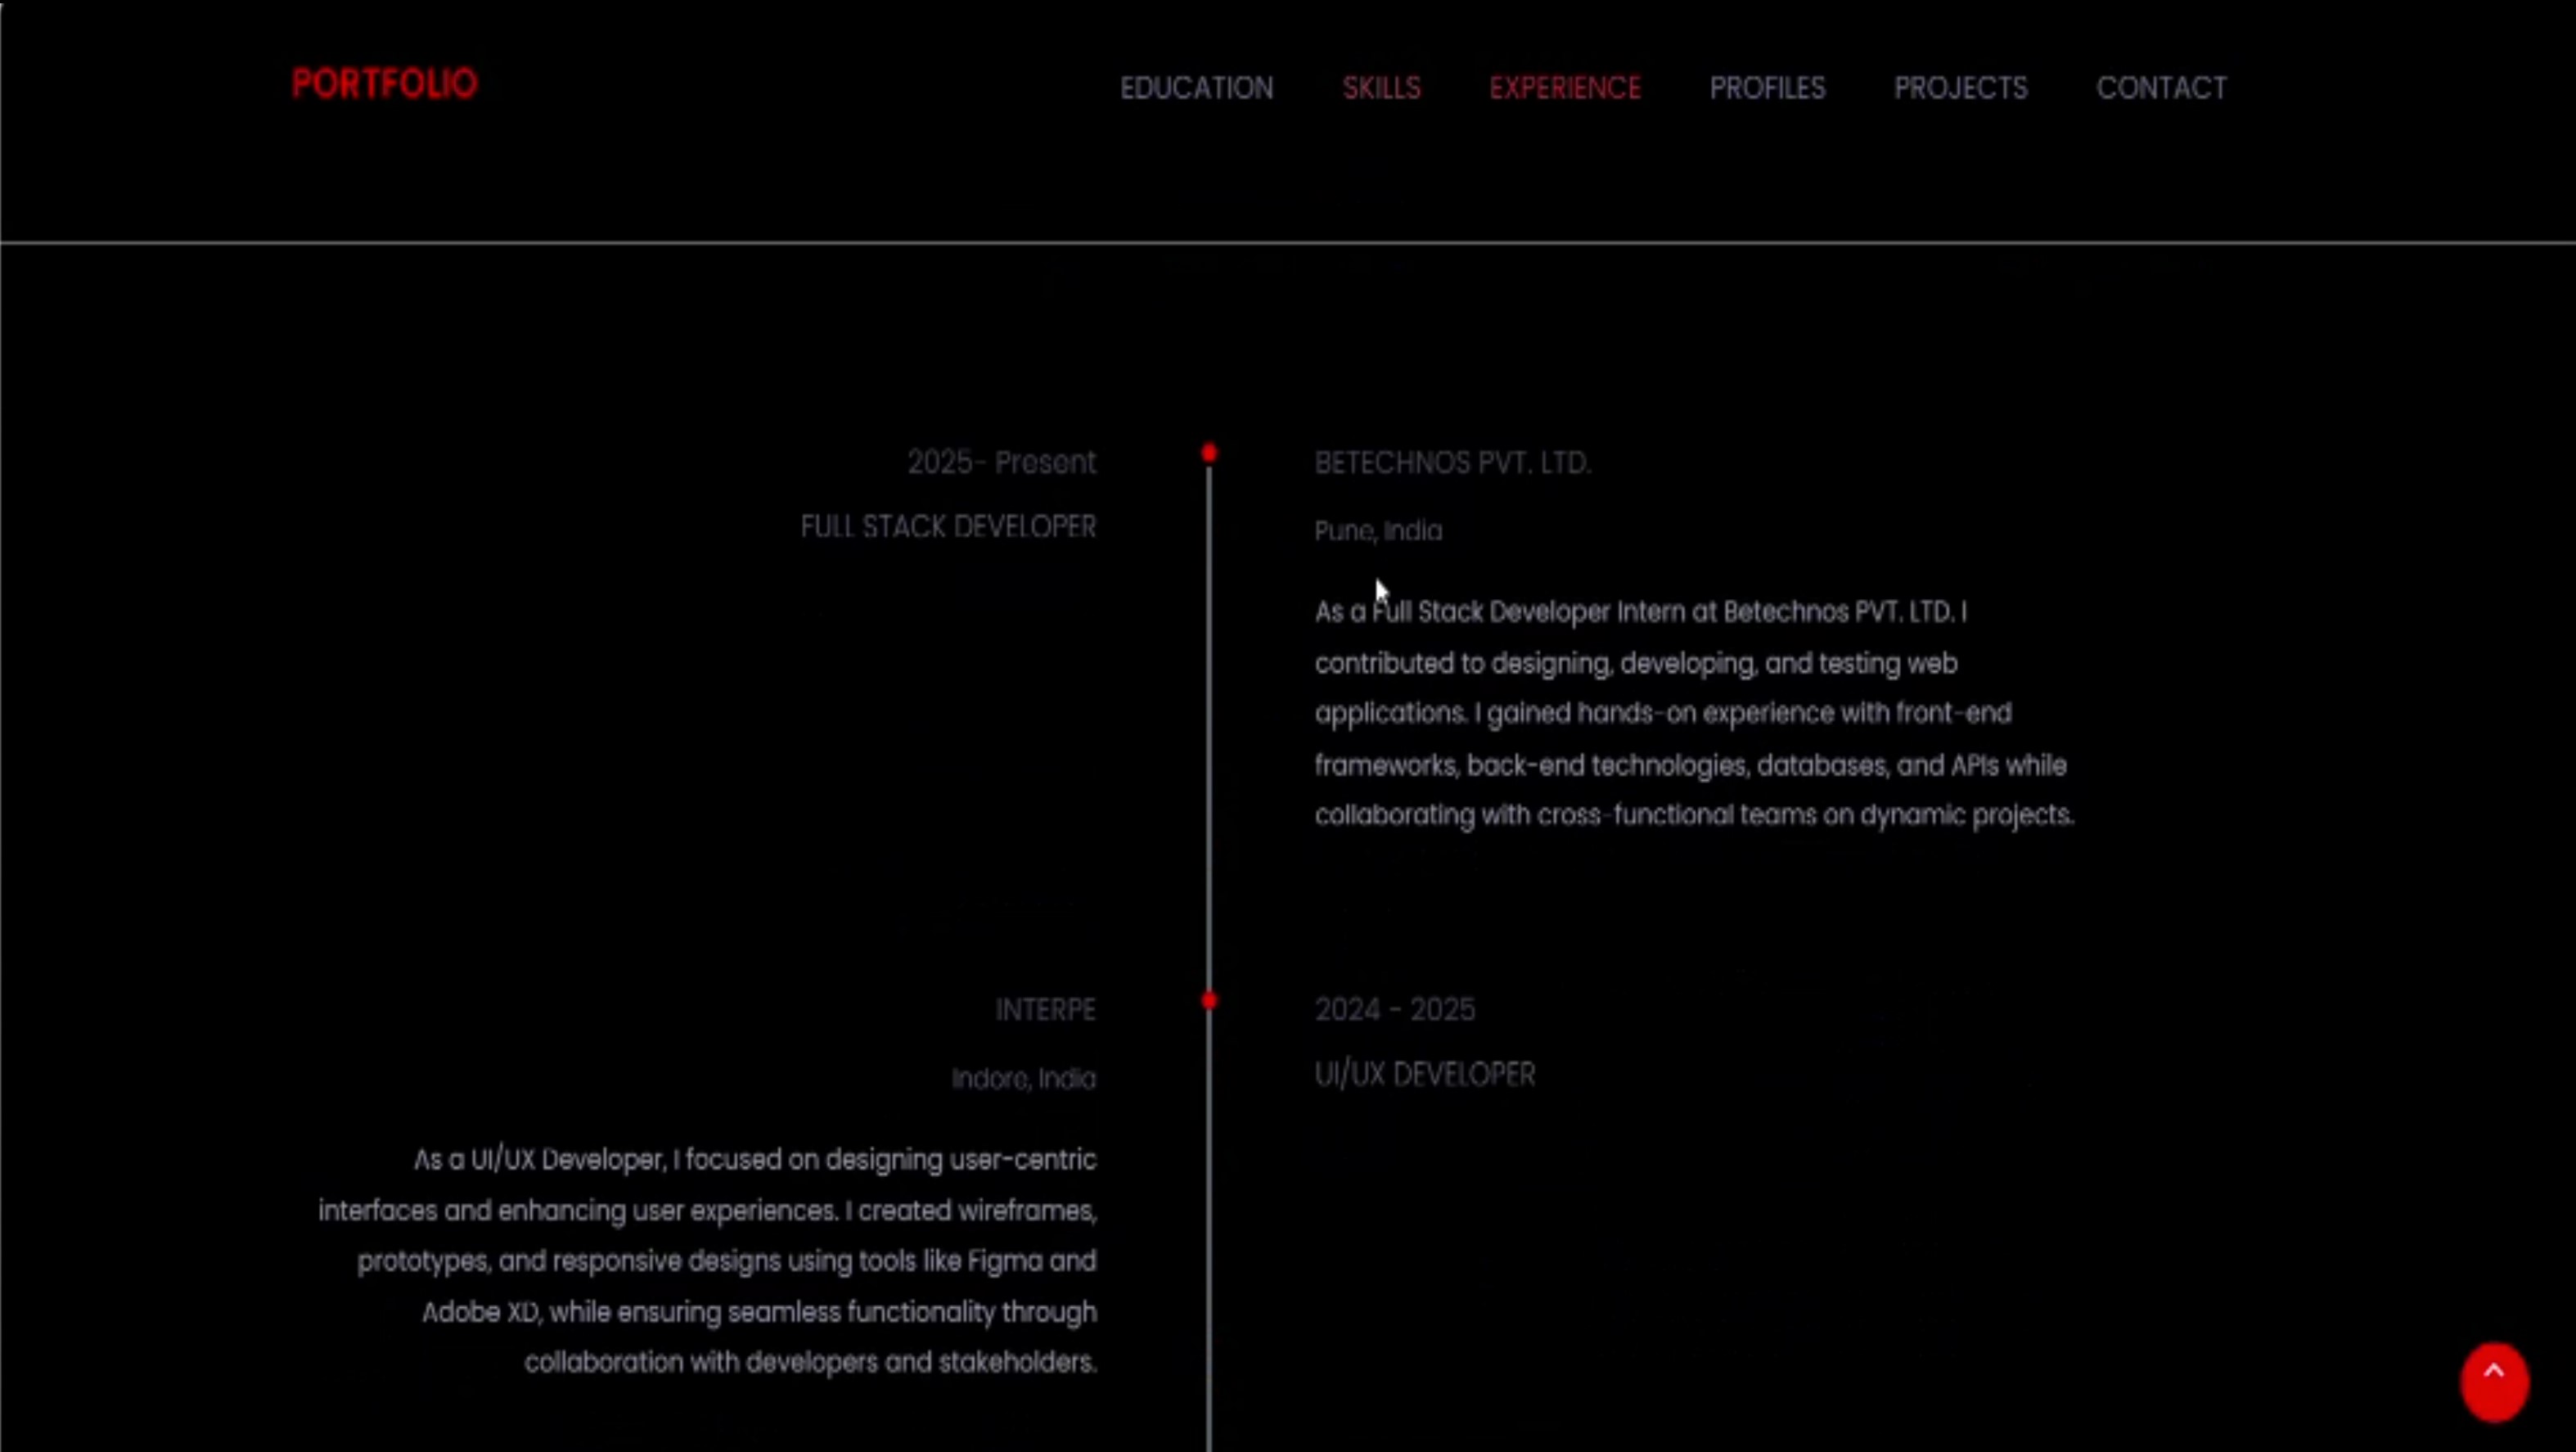 PORTFOLIO
EDUCATION SKILLS EXPERIENCE PROFILES PROJECTS CONTACT
2025- Present
FULL STACK DEVELOPER
BETECHNOS PVT. LTD.
Pune, India
As a Full Stack Developer Intern at Betechnos PVT. LTD. I
contributed to designing, developing, and testing web
applications. I gained hands-on experience with front-end
frameworks, back-end technologies, databases, and APIs while
collaborating with cross-functional teams on dynamic projects.
INTERPE
Indore, India
As a UI/UX Developer, I focused on designing user-centric
interfaces and enhancing user experiences. I created wireframes,
prototypes, and responsive designs using tools like Figma and
Adobe XD, while ensuring seamless functionality through
collaboration with developers and stakeholders.
2024 - 2025
UI/UX DEVELOPER